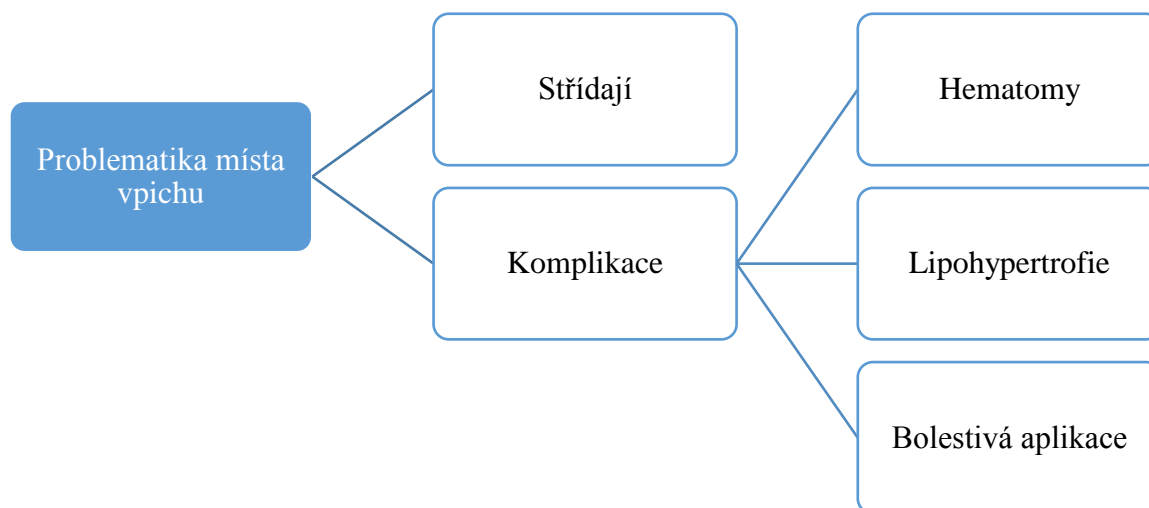 Problematika místa
vpichu
Střídají
Komplikace
Hematomy
Lipohypertrofie
Bolestivá aplikace